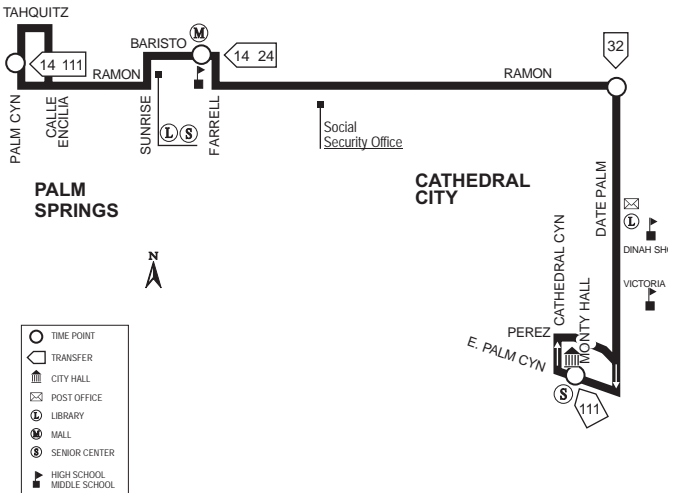 TAHQUITZ
BARISTO
M
14 111
14 24
32
RAMON
RAMON
PALM CYN
CALLE
ENCILIA
SUNRISE
L S
FARRELL
Social
Security Office
PALM
SPRINGS
CATHEDRAL
CITY
DATE PALM
L
DINAH SH
VICTORIA
N
CATHEDRAL CYN
MONTY HALL
PEREZ
E. PALM CYN
S
111
TIME POINT
TRANSFER
CITY HALL
POST OFFICE
L LIBRARY
M MALL
S SENIOR CENTER
HIGH SCHOOL
MIDDLE SCHOOL